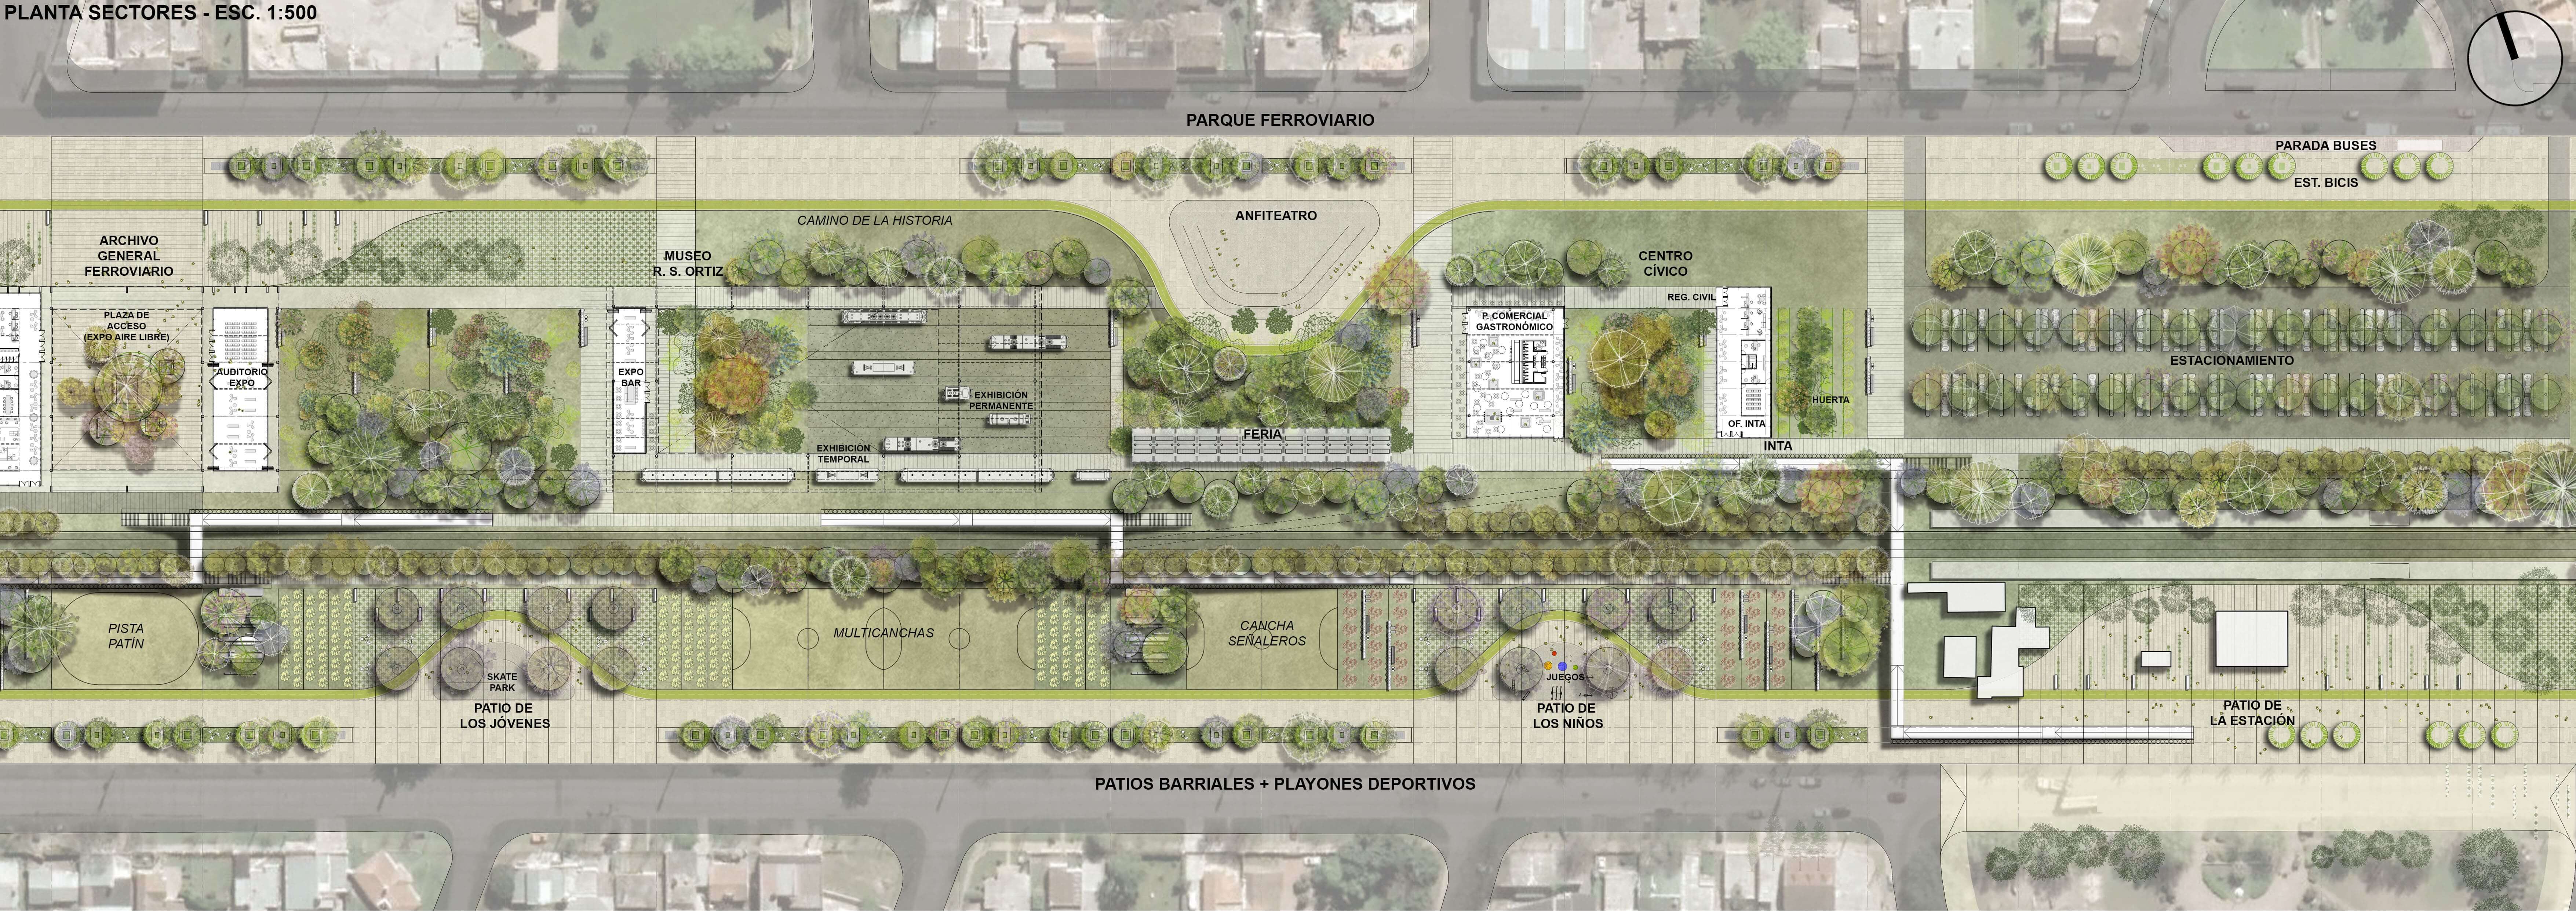 PLANTA SECTORES - ESC. 1:500
PARQUE FERROVIARIO
PARADA BUSES
EST. BICIS
CAMINO DE LA HISTORIA
ANFITEATRO
ARCHIVO
GENERAL
FERROVIARIO
MUSEO
R. S. ORTIZ
CENTRO
CÍVICO
REG. CIVIL
PLAZA DE
ACCESO
(EXPO AIRE LIBRE)
P. COMERCIAL
GASTRONÓMICO
ESTACIONAMIENTO
AUDITORIO
EXPO
EXPO
BAR
EXHIBICIÓN
PERMANENTE
HUERTA
OF. INTA
FERIA
INTA
EXHIBICIÓN
TEMPORAL
PISTA
PATÍN
MULTICANCHAS
CANCHA
SEÑALEROS
SKATE
PARK
JUEGOS
PATIO DE
LOS JÓVENES
PATIO DE
LOS NIÑOS
PATIO DE
LA ESTACIÓN
PATIOS BARRIALES + PLAYONES DEPORTIVOS